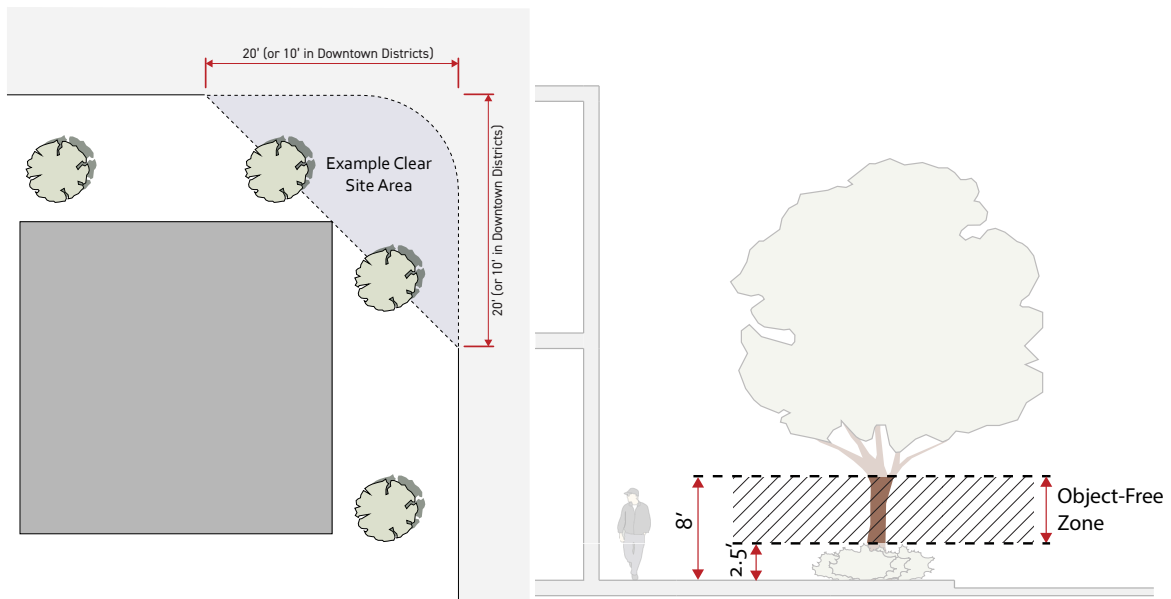 20' (or 10' in Downtown Districts)
Example Clear
Site Area
20' (or 10' in Downtown Districts)
8'
2.5'
Object-Free
Zone